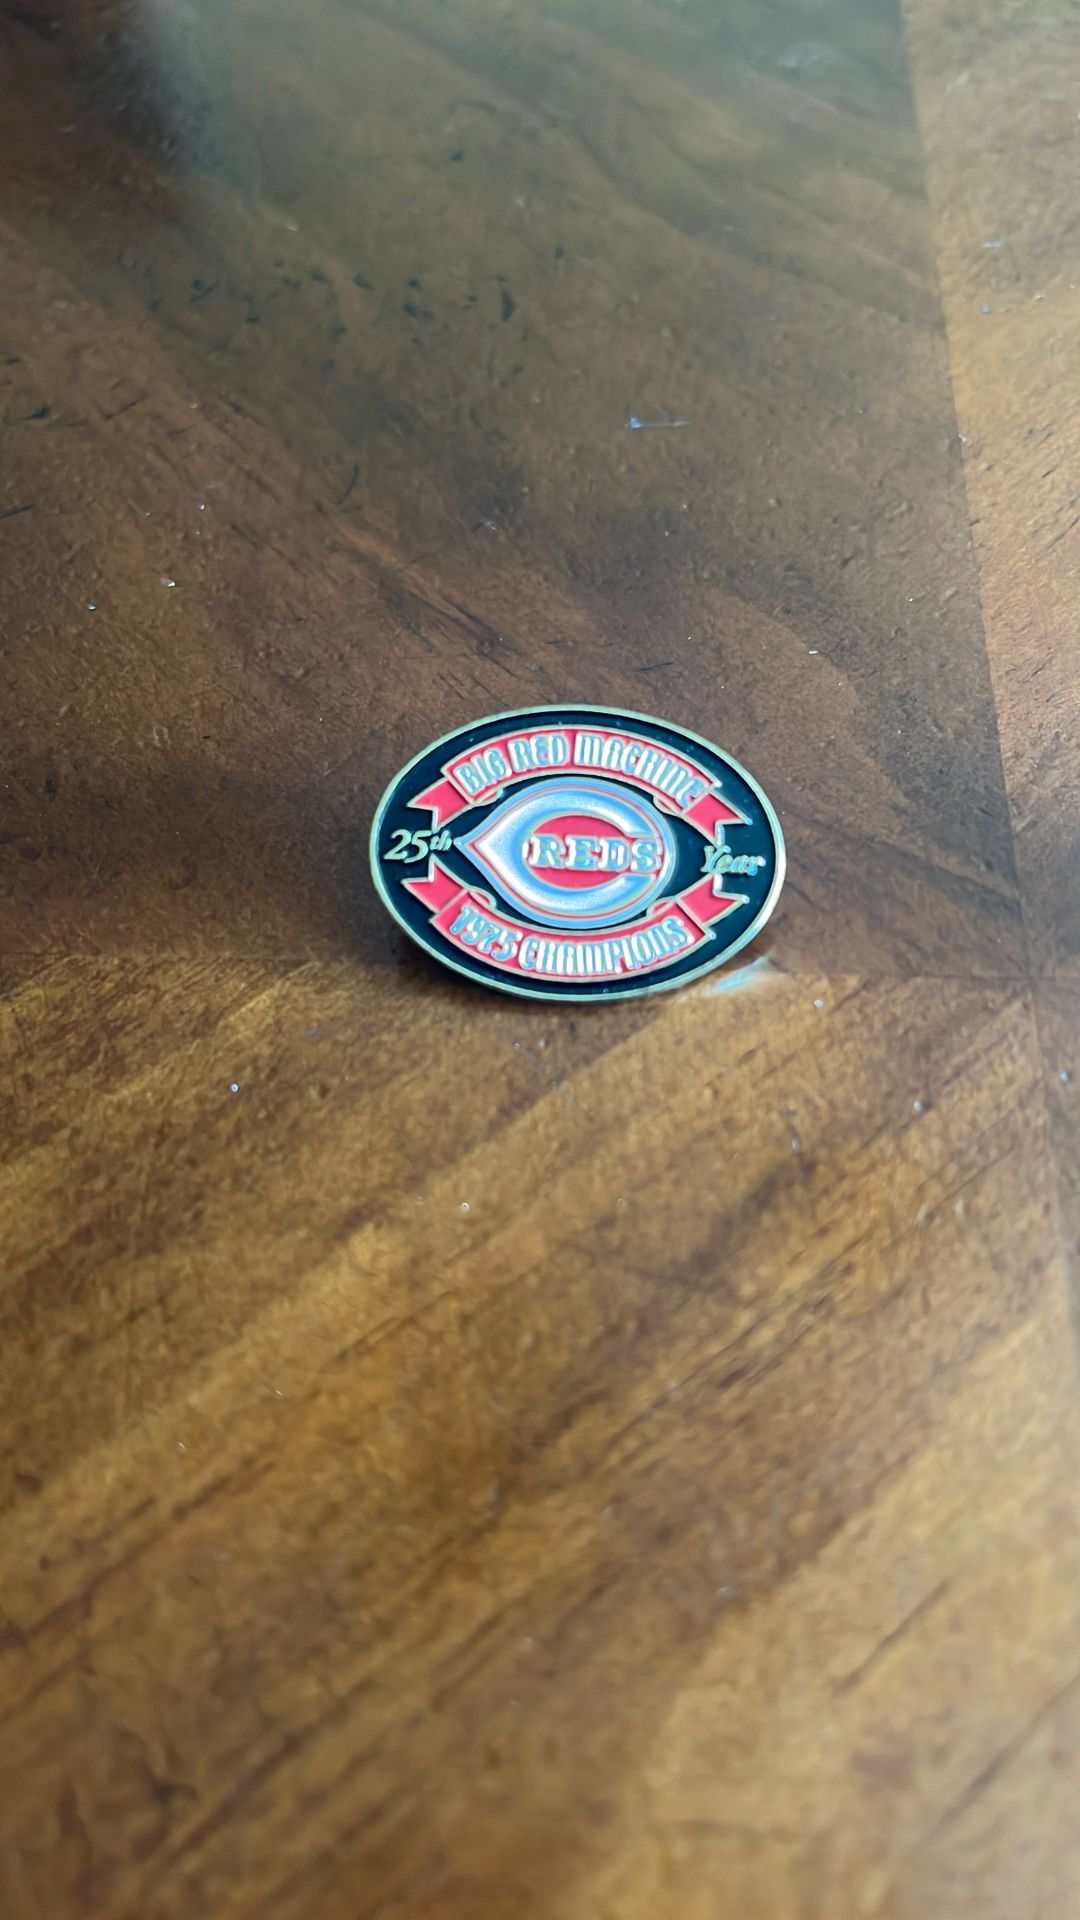 BIG RED MACHINE
25th REDS Year
1975 CHAMPIONS